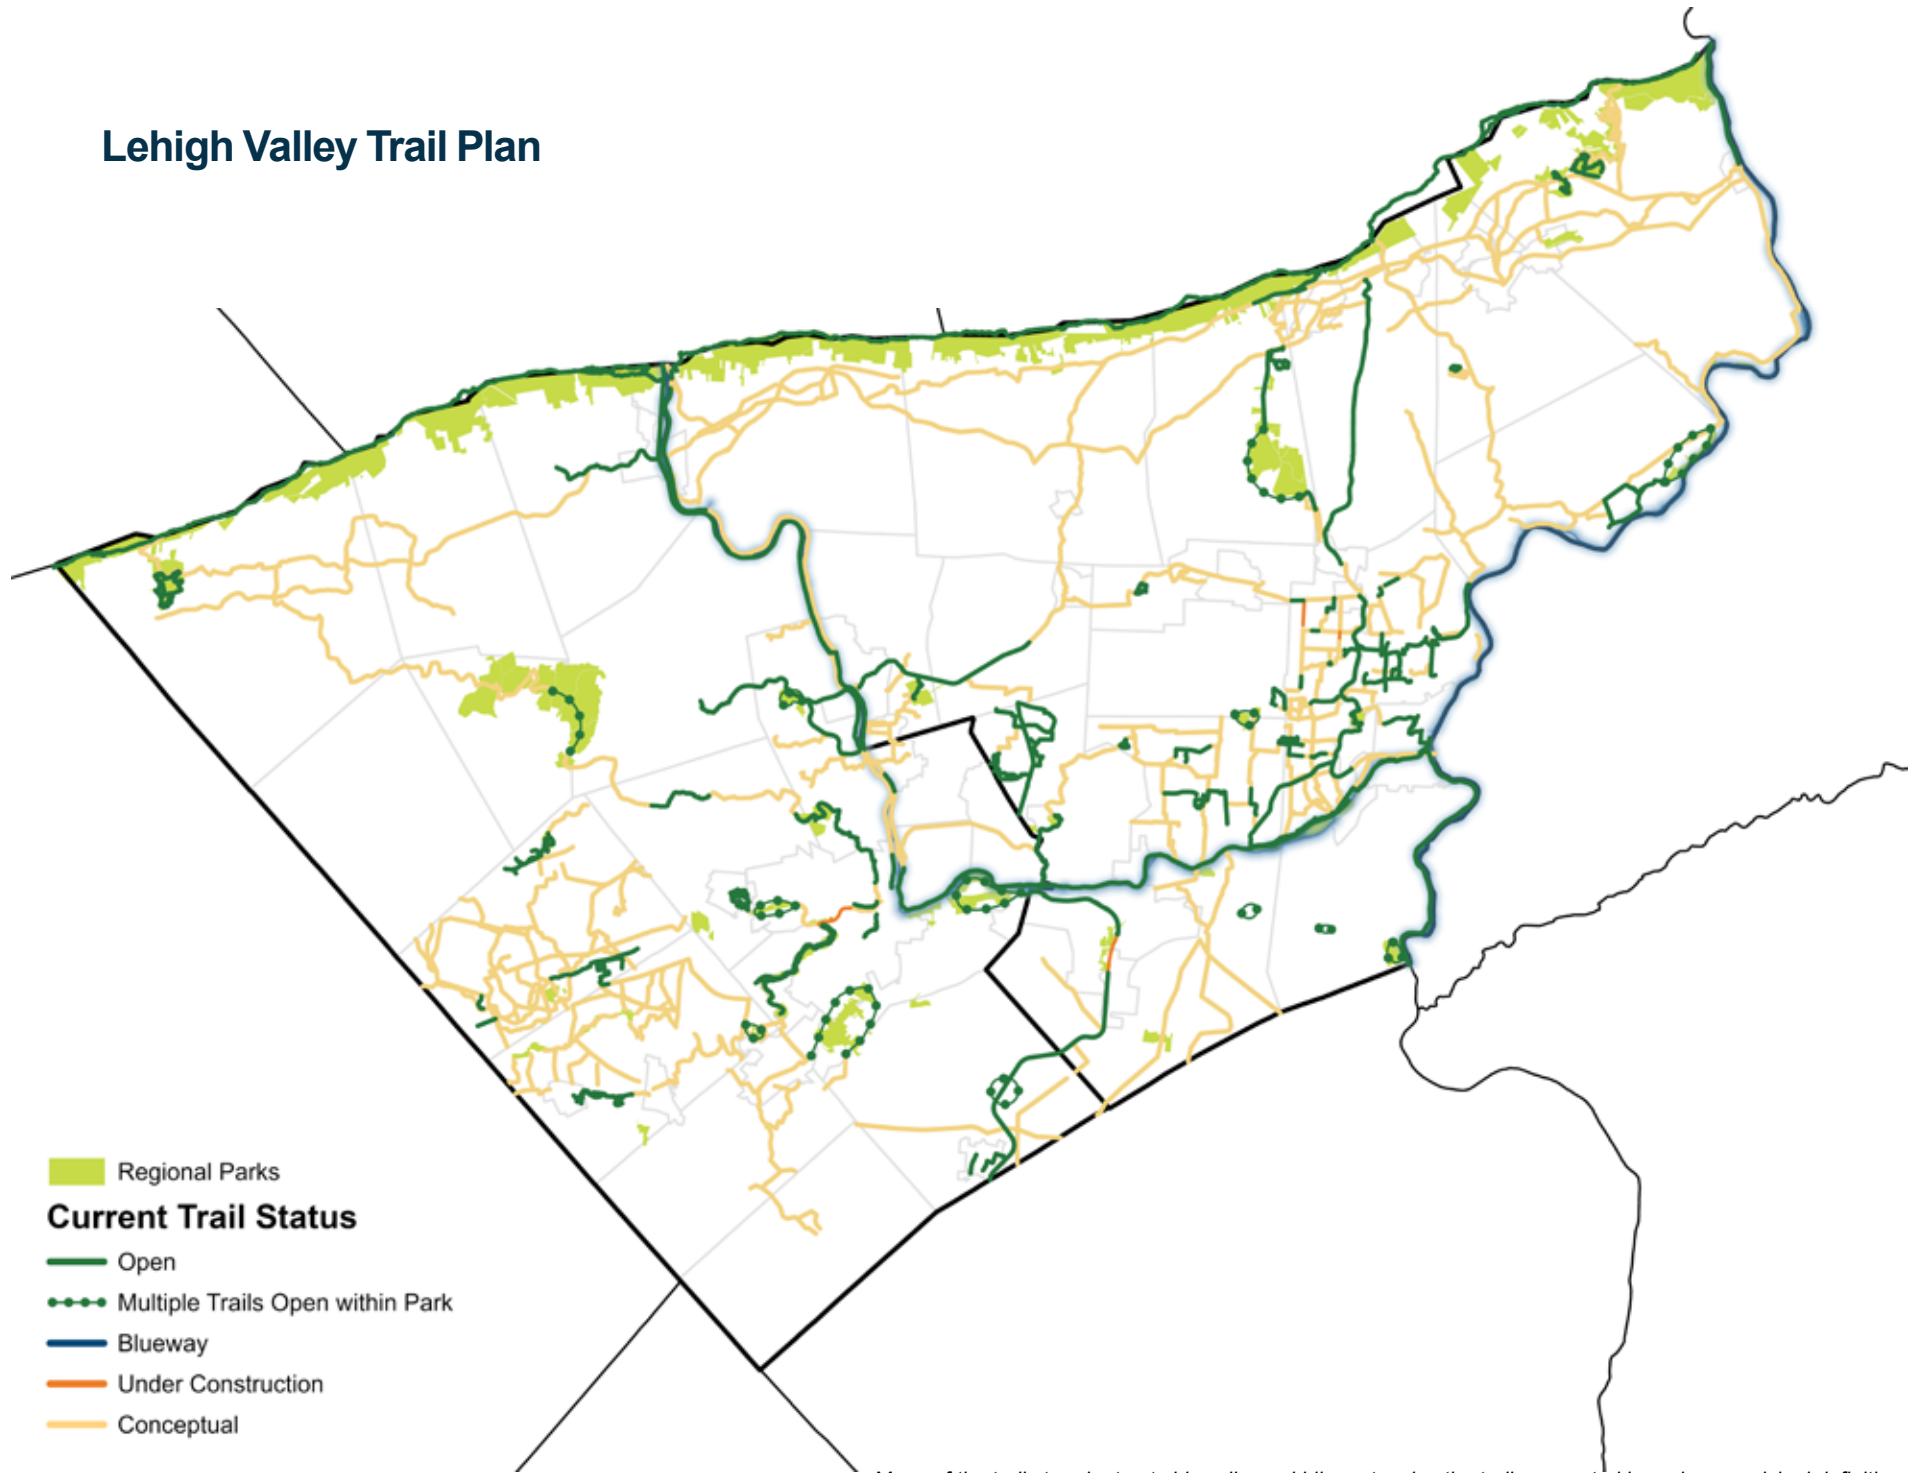 Lehigh Valley Trail Plan
Regional Parks
Current Trail Status
Open
Multiple Trails Open within Park
Blueway
Under Construction
Conceptual